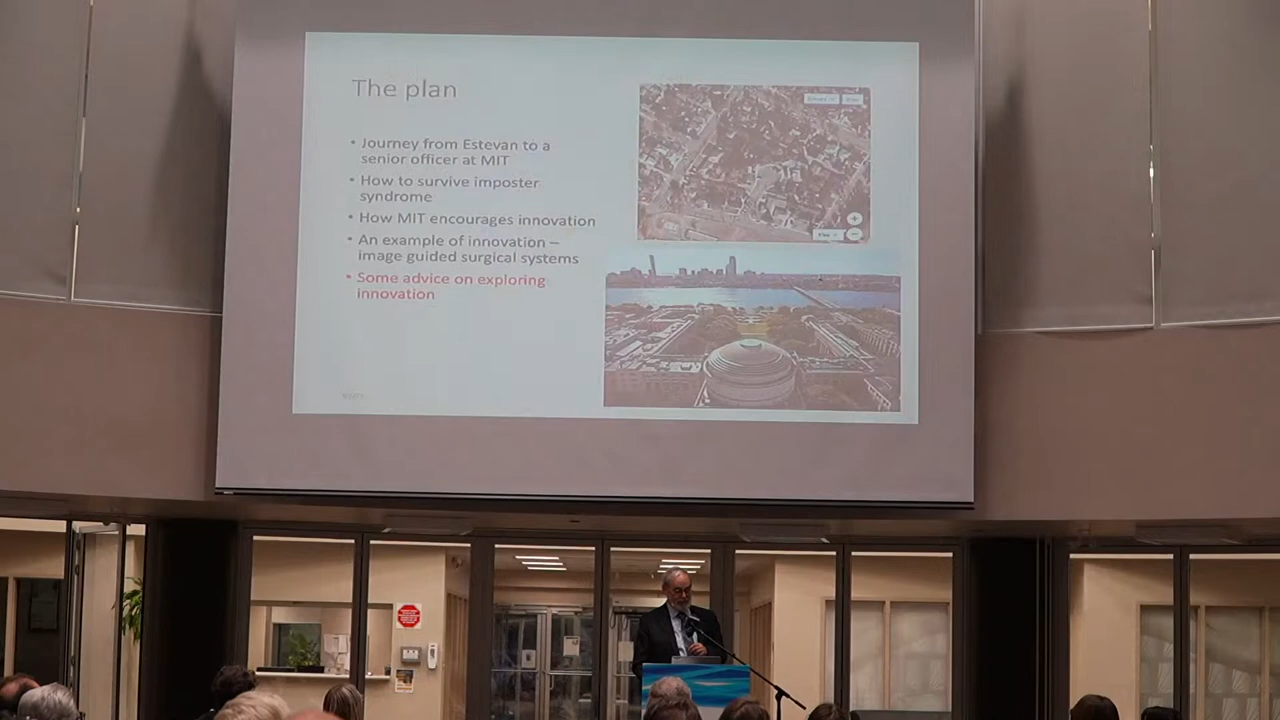 The plan
• Journey from Estevan to a
senior officer at MIT
• How to survive imposter
syndrome
• How MIT encourages innovation
• An example of innovation –
image guided surgical systems
• Some advice on exploring
innovation